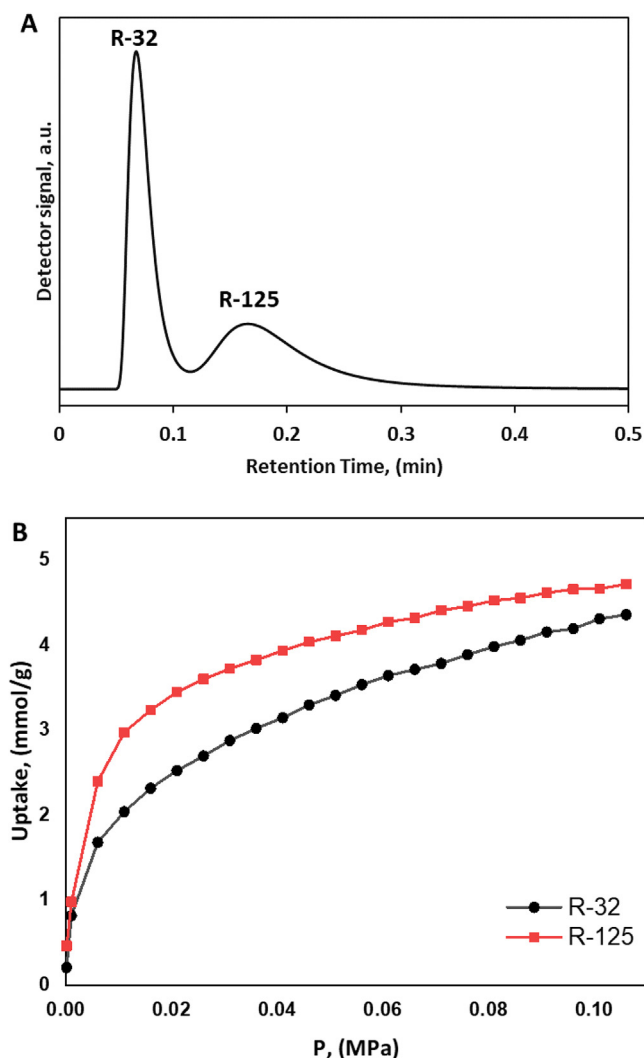 A
R-32
R-125
Detector signal, a.u.
0 0.1 0.2 0.3 0.4 0.5
Retention Time, (min)
B
5
4
3
2
1
0
Uptake, (mmol/g)
R-32
R-125
0.00 0.02 0.04 0.06 0.08 0.10
P, (MPa)